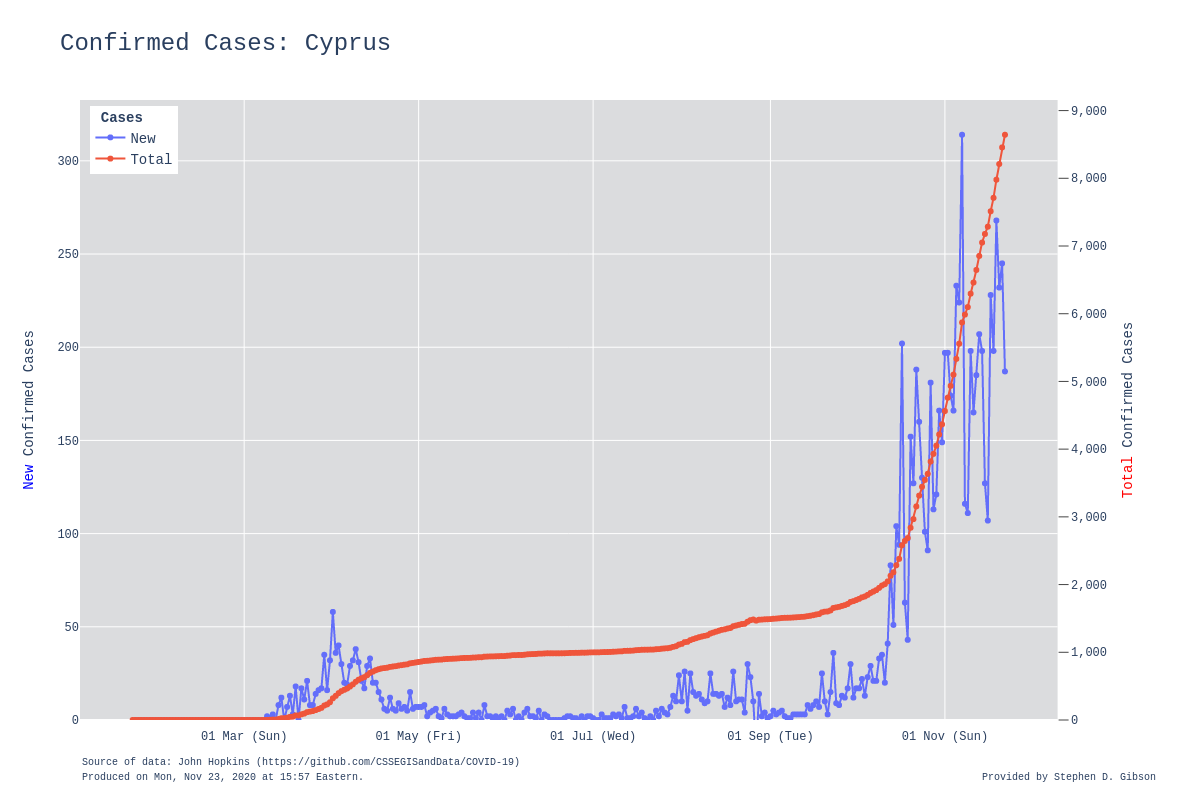 Confirmed Cases: Cyprus
Cases
New
Total
300
250
200
150
100
50
0
9,000
8,000
7,000
6,000
5,000
4,000
3,000
2,000
1,000
0
New Confirmed Cases
Total Confirmed Cases
01 Mar (Sun)
01 May (Fri)
01 Jul (Wed)
01 Sep (Tue)
01 Nov (Sun)
Source of data: John Hopkins (https://github.com/CSSEGISandData/COVID-19)
Produced on Mon, Nov 23, 2020 at 15:57 Eastern.
Provided by Stephen D. Gibson